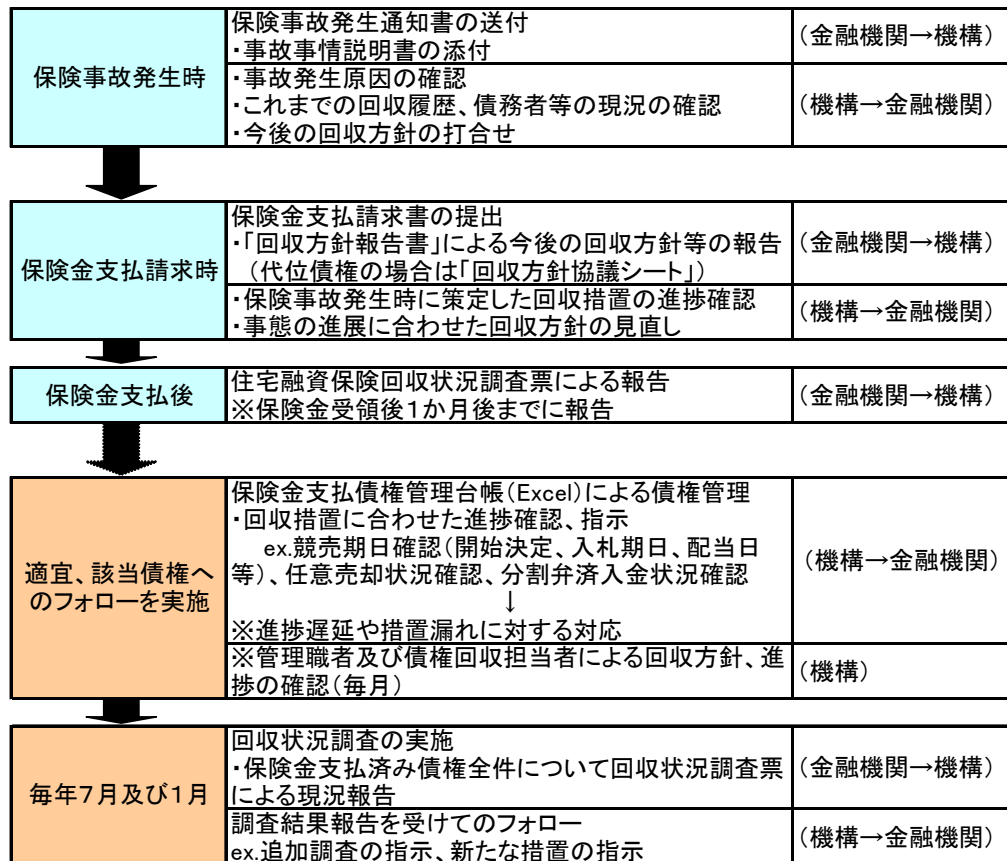 保険事故発生時
保険事故発生通知書の送付
・事故事情説明書の添付
(金融機関→機構)
・事故発生原因の確認
・これまでの回収履歴、債務者等の現況の確認
・今後の回収方針の打合せ
(機構→金融機関)
保険金支払請求時
保険金支払請求書の提出
・「回収方針報告書」による今後の回収方針等の報告
(代位債権の場合は「回収方針協議シート」)
(金融機関→機構)
・保険事故発生時に策定した回収措置の進捗確認
・事態の進展に合わせた回収方針の見直し
(機構→金融機関)
保険金支払後
住宅融資保険回収状況調査票による報告
※保険金受領後1か月後までに報告
(金融機関→機構)
適宜、該当債権へ
のフォローを実施
保険金支払債権管理台帳(Excel)による債権管理
・回収措置に合わせた進捗確認、指示
ex.競売期日確認(開始決定、入札期日、配当日
等)、任意売却状況確認、分割弁済入金状況確認
↓
※進捗遅延や措置漏れに対する対応
(機構→金融機関)
※管理職者及び債権回収担当者による回収方針、進
捗の確認(毎月)
(機構)
毎年7月及び1月
回収状況調査の実施
・保険金支払済み債権全件について回収状況調査票
による現況報告
(金融機関→機構)
調査結果報告を受けてのフォロー
ex.追加調査の指示、新たな措置の指示
(機構→金融機関)